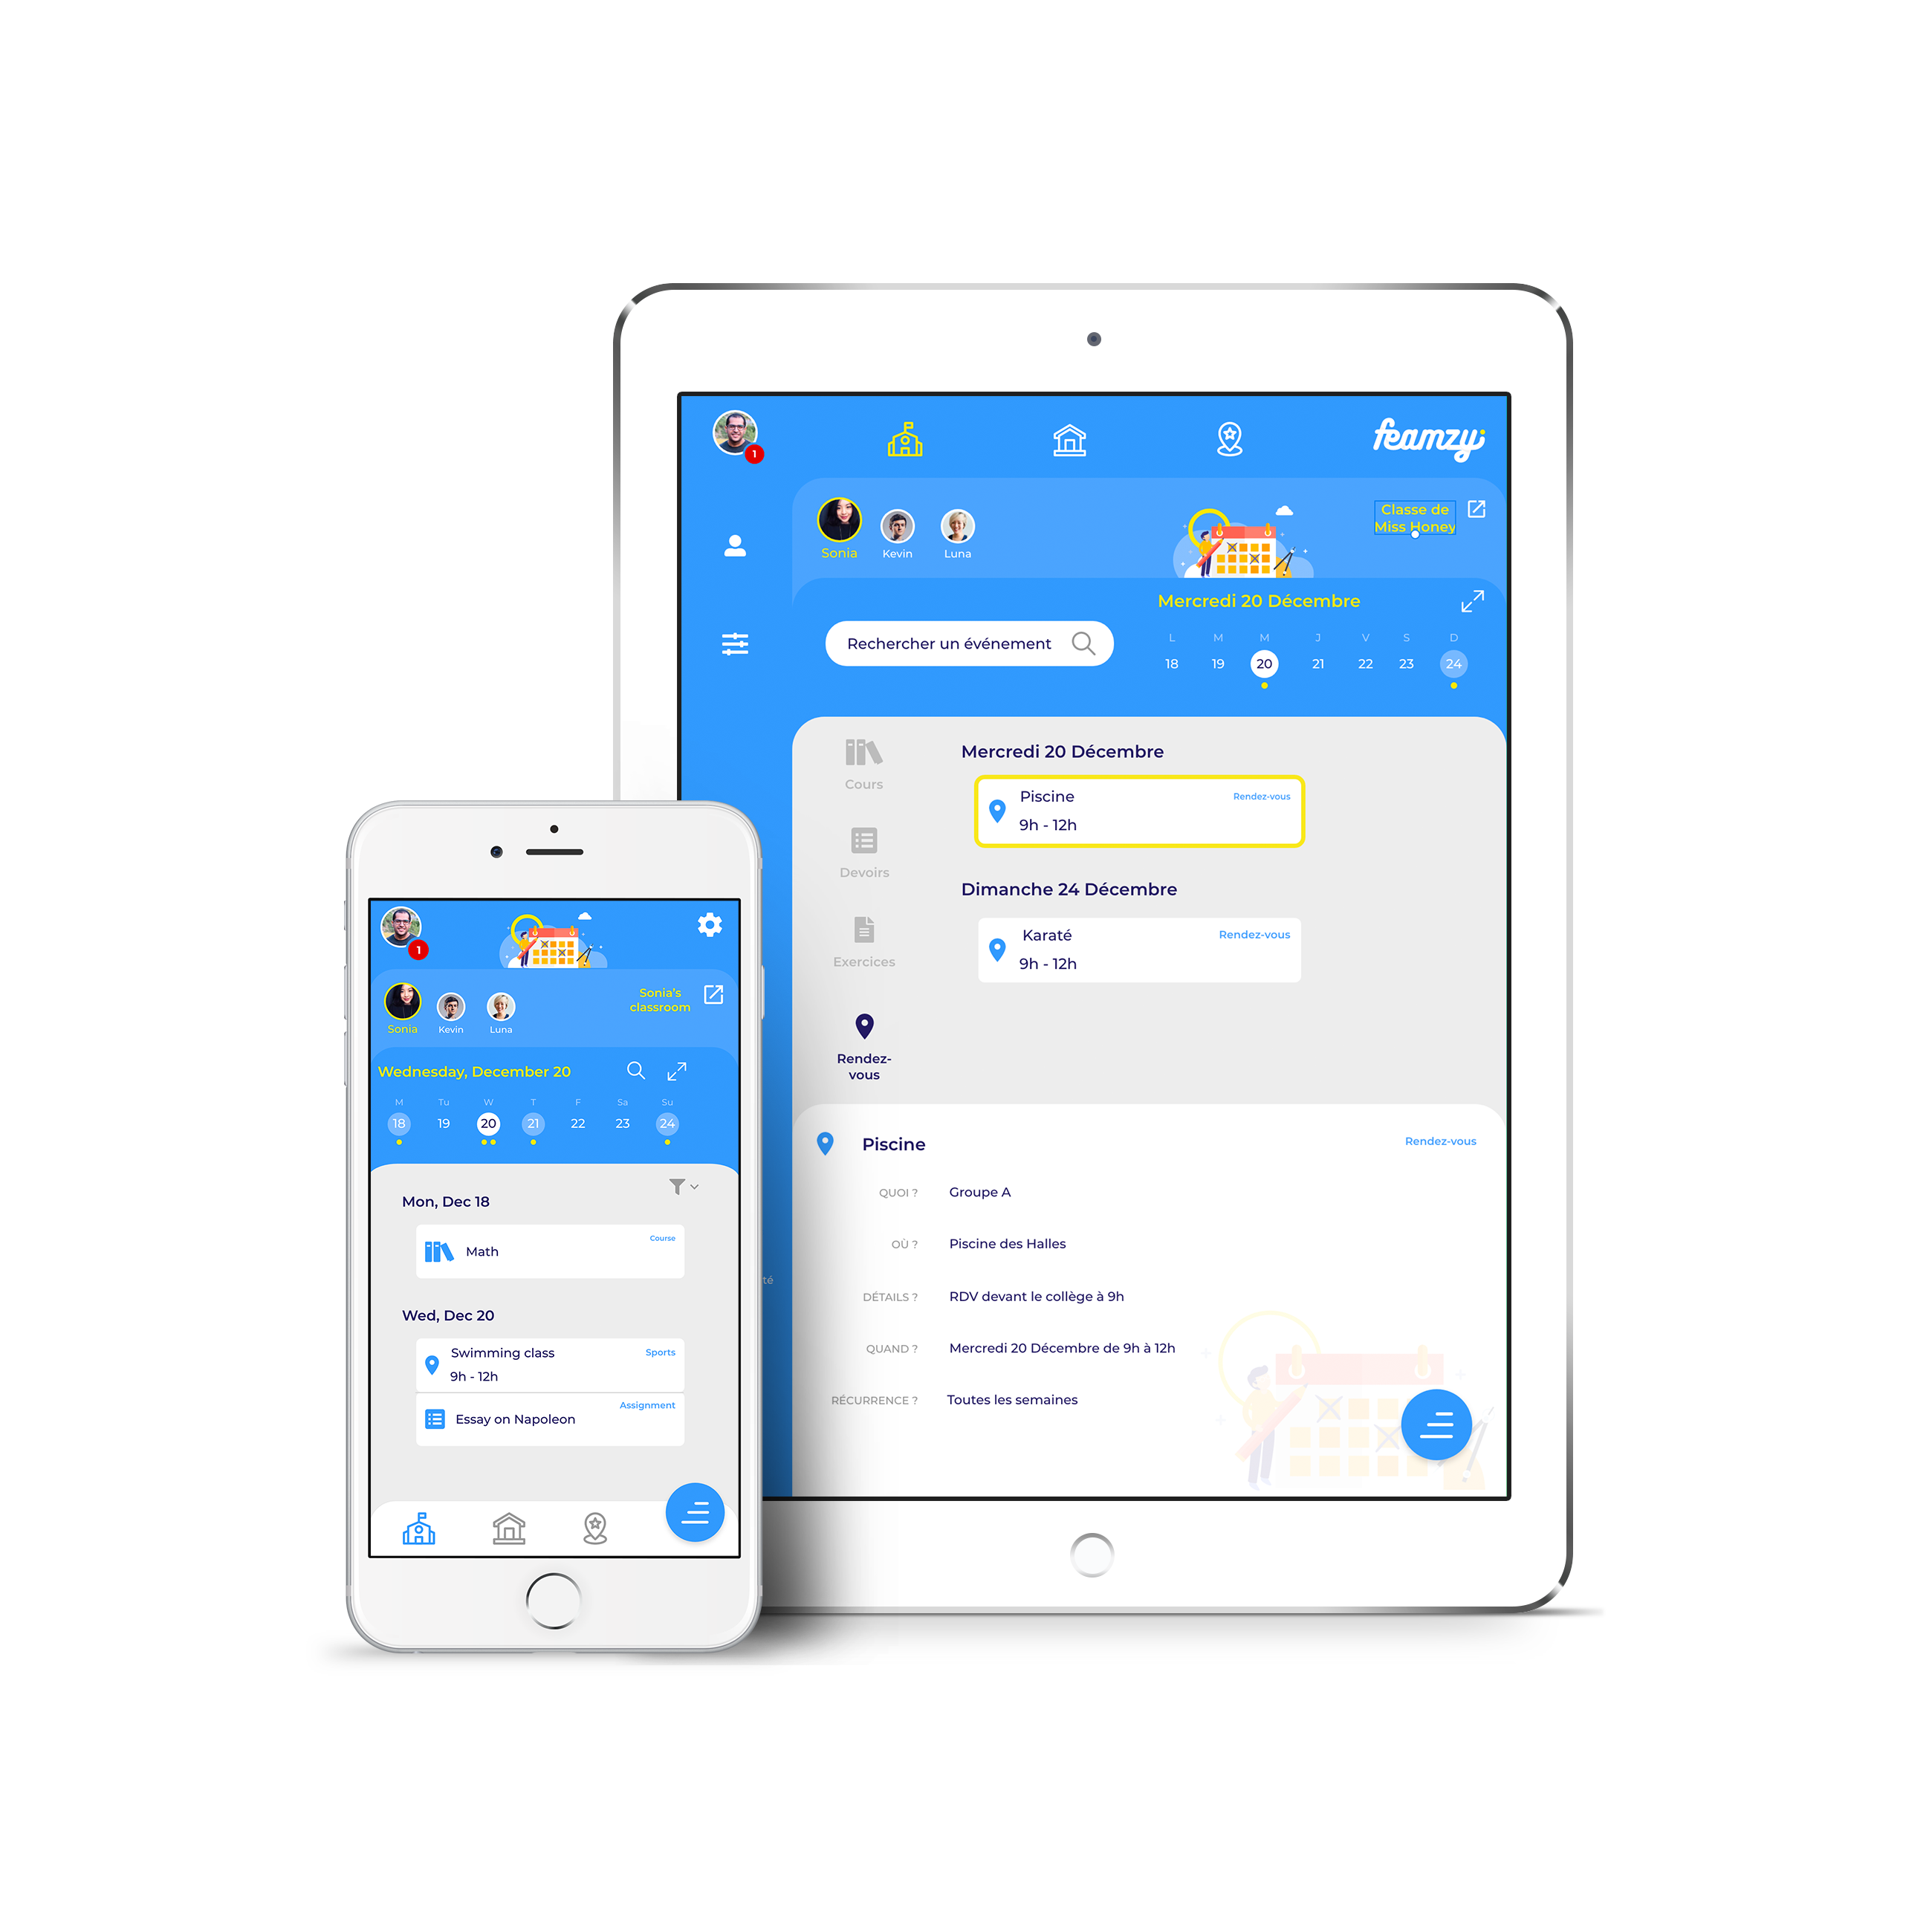 1
feamzy
Sonia
Kevin
Luna
Classe de
Miss Honey
Mercredi 20 Décembre
Rechercher un événement
L M M J V S D
18 19 20 21 22 23 24
Cours
Devoirs
Exercices
Rendez-
vous
Mercredi 20 Décembre
Piscine
Rendez-vous
9h - 12h
Dimanche 24 Décembre
Karaté
Rendez-vous
9h - 12h
Piscine
Rendez-vous
QUOI ? Groupe A
OÙ ? Piscine des Halles
DÉTAILS ? RDV devant le collège à 9h
QUAND ? Mercredi 20 Décembre de 9h à 12h
RÉCURRENCE ? Toutes les semaines
té
1
Sonia
Kevin
Luna
Sonia's
classroom
Wednesday, December 20
M Tu W T F Sa Su
18 19 20 21 22 23 24
Mon, Dec 18
Math
Course
Wed, Dec 20
Swimming class
Sports
9h - 12h
Essay on Napoleon
Assignment